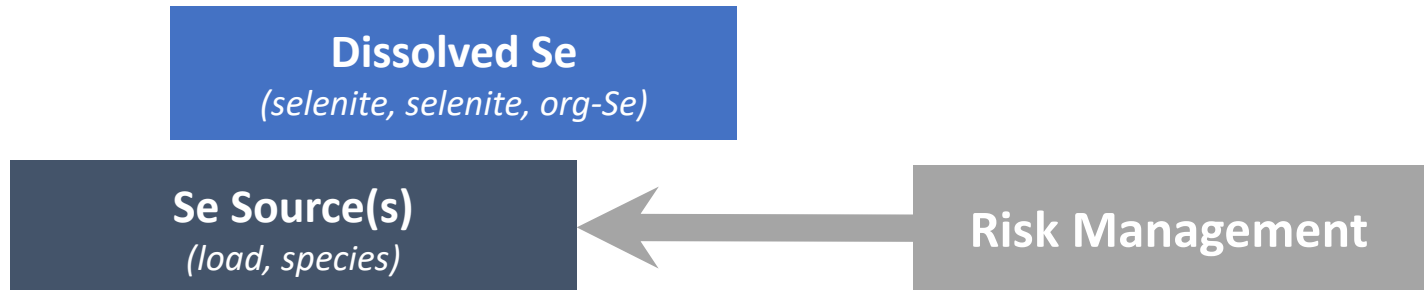 Dissolved Se
(selenite, selenite, org-Se)
Se Source(s)
(load, species)
Risk Management